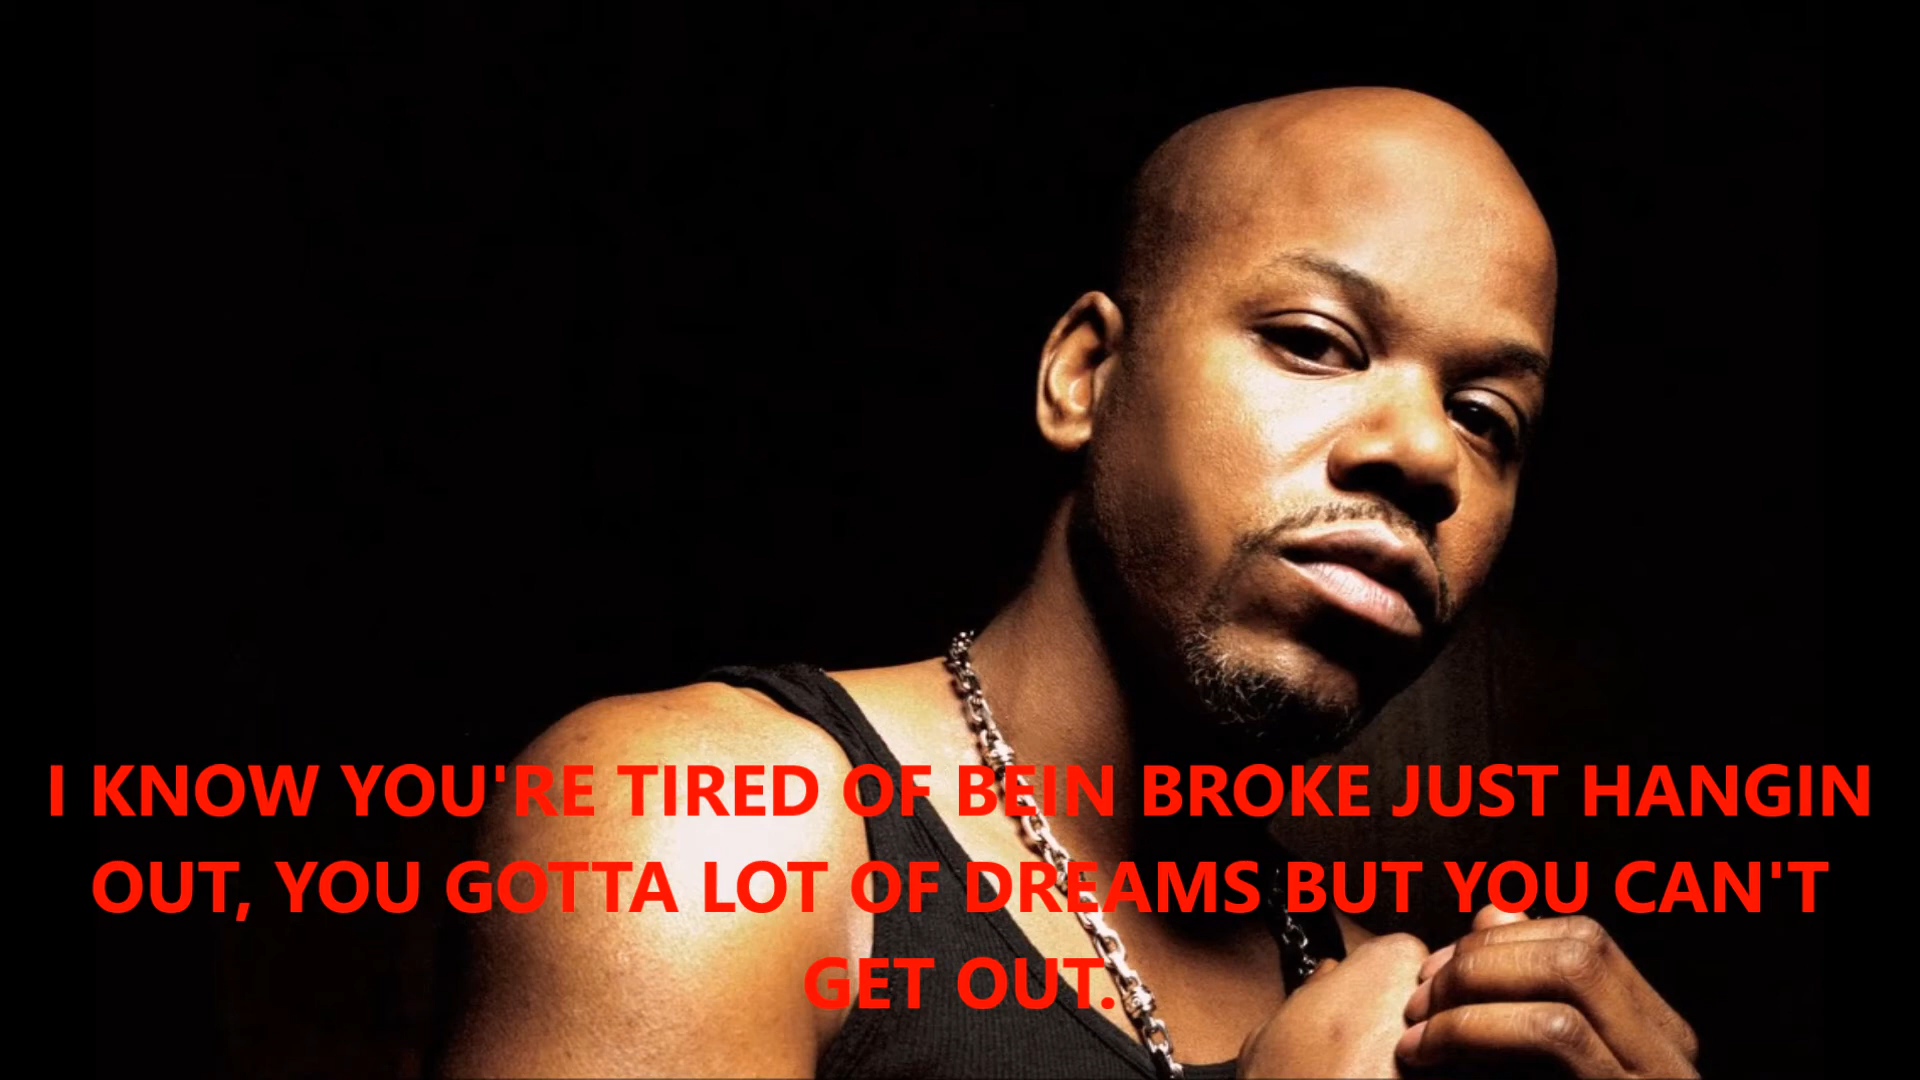 I KNOW YOU'RE TIRED OF BEIN BROKE JUST HANGIN
OUT, YOU GOTTA LOT OF DREAMS BUT YOU CAN'T
GET OUT.